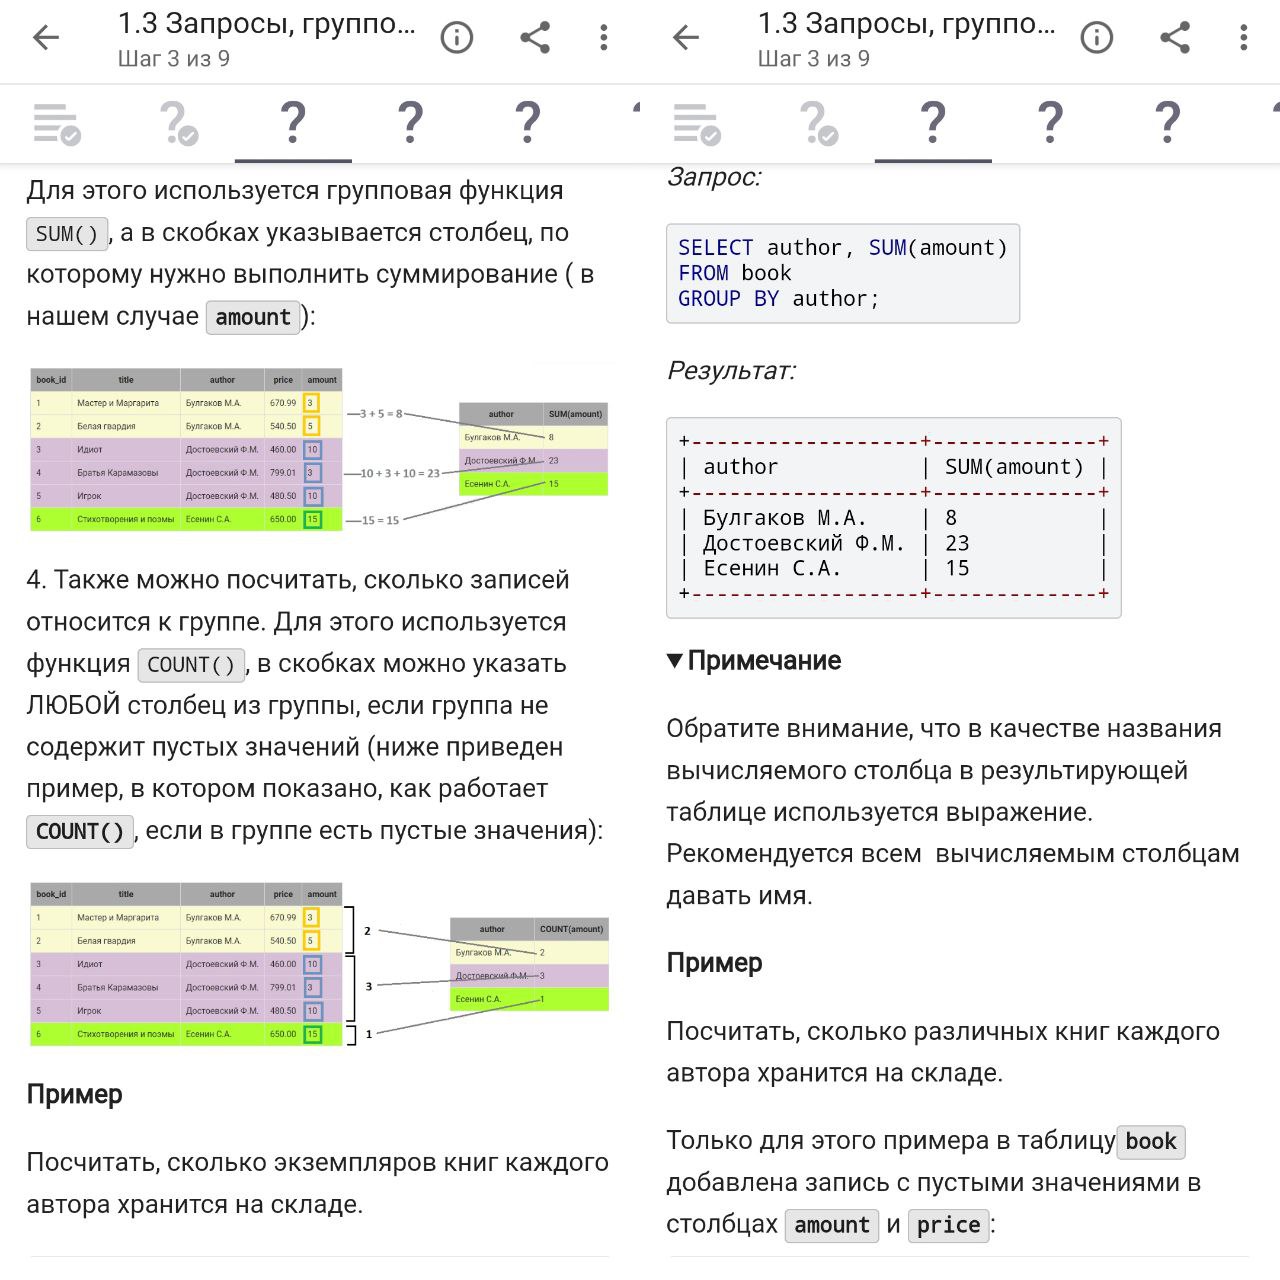 1.3 Запросы, группо...
Шаг 3 из 9
Для этого используется групповая функция
SUM() , а в скобках указывается столбец, по
которому нужно выполнить суммирование ( в
нашем случае amount ):
book_id title author price amount
1 Мастер и Маргарита Булгаков М.А. 670.99 3
2 Белая гвардия Булгаков М.А. 540.50 5
3 Идиот Достоевский Ф.М. 460.00 10
4 Братья Карамазовы Достоевский Ф.М. 799.01 3
5 Игрок Достоевский Ф.М. 480.50 10
6 Стихотворения и поэмы Есенин С.А. 650.00 15
3 + 5 = 8
10 + 3 + 10 = 23
15 = 15
author SUM(amount)
Булгаков М.А. 8
Достоевский Ф.М. 23
Есенин С.А. 15
4. Также можно посчитать, сколько записей
относится к группе. Для этого используется
функция COUNT() , в скобках можно указать
ЛЮБОЙ столбец из группы, если группа не
содержит пустых значений (ниже приведен
пример, в котором показано, как работает
COUNT() , если в группе есть пустые значения):
book_id title author price amount
1 Мастер и Маргарита Булгаков М.А. 670.99 3
2 Белая гвардия Булгаков М.А. 540.50 5
3 Идиот Достоевский Ф.М. 460.00 10
4 Братья Карамазовы Достоевский Ф.М. 799.01 3
5 Игрок Достоевский Ф.М. 480.50 10
6 Стихотворения и поэмы Есенин С.А. 650.00 15
2
3
1
author COUNT(amount)
Булгаков М.А. 2
Достоевский Ф.М. 3
Есенин С.А. 1
Пример
Посчитать, сколько экземпляров книг каждого
автора хранится на складе.
1.3 Запросы, группо...
Шаг 3 из 9
Запрос:
SELECT author, SUM(amount)
FROM book
GROUP BY author;
Результат:
+------------------+-------------+
| author | SUM(amount) |
+------------------+-------------+
| Булгаков М.А. | 8 |
| Достоевский Ф.М. | 23 |
| Есенин С.А. | 15 |
+------------------+-------------+
Примечание
Обратите внимание, что в качестве названия
вычисляемого столбца в результирующей
таблице используется выражение.
Рекомендуется всем вычисляемым столбцам
давать имя.
Пример
Посчитать, сколько различных книг каждого
автора хранится на складе.
Только для этого примера в таблицу book
добавлена запись с пустыми значениями в
столбцах amount и price :